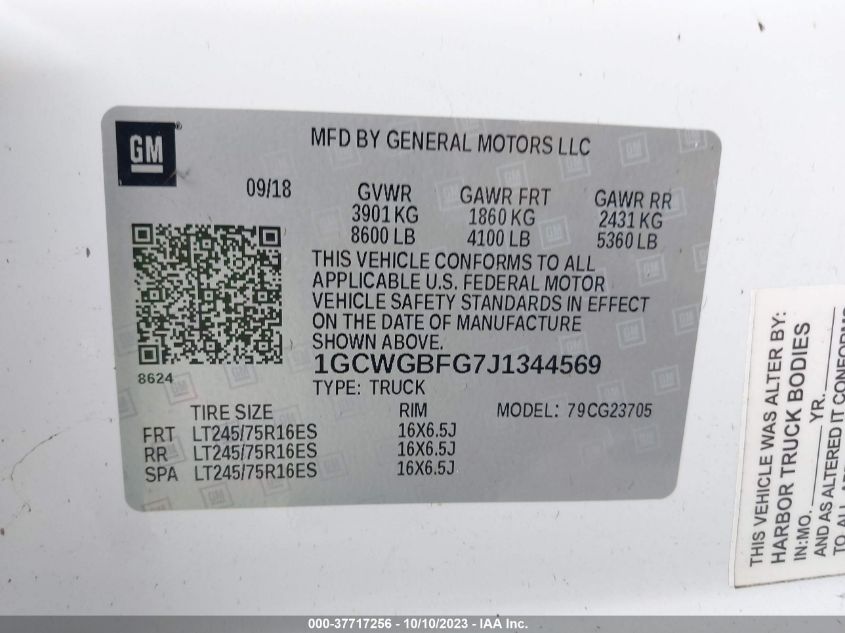 GM
MFD BY GENERAL MOTORS LLC
09/18 GVWR GAWR FRT GAWR RR
3901 KG 1860 KG 2431 KG
8600 LB 4100 LB 5360 LB
THIS VEHICLE CONFORMS TO ALL
APPLICABLE U.S. FEDERAL MOTOR
VEHICLE SAFETY STANDARDS IN EFFECT
ON THE DATE OF MANUFACTURE
SHOWN ABOVE.
8624
1GCWGBFG7J1344569
TYPE: TRUCK
TIRE SIZE RIM MODEL: 79CG23705
FRT LT245/75R16ES 16X6.5J
RR LT245/75R16ES 16X6.5J
SPA LT245/75R16ES 16X6.5J
THIS VEHICLE WAS ALTER BY:
HARBOR TRUCK BODIES
IN:MO. YR.
AND AS ALTERED IT CONFORMS
000-37717256 - 10/10/2023 - IAA Inc.